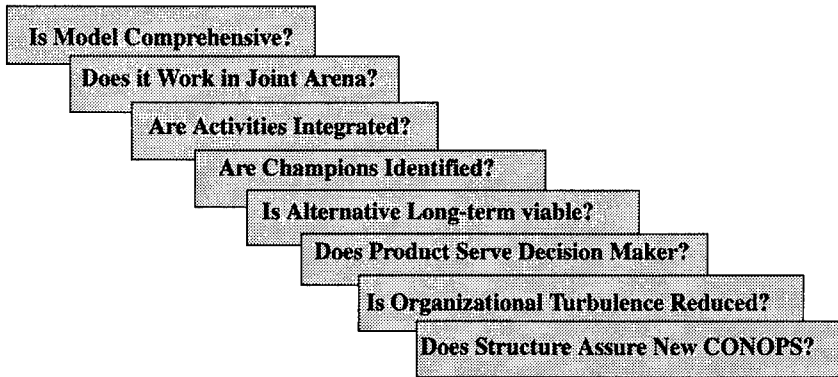 Is Model Comprehensive?
Does it Work in Joint Arena?
Are Activities Integrated?
Are Champions Identified?
Is Alternative Long-term viable?
Does Product Serve Decision Maker?
Is Organizational Turbulence Reduced?
Does Structure Assure New CONOPS?